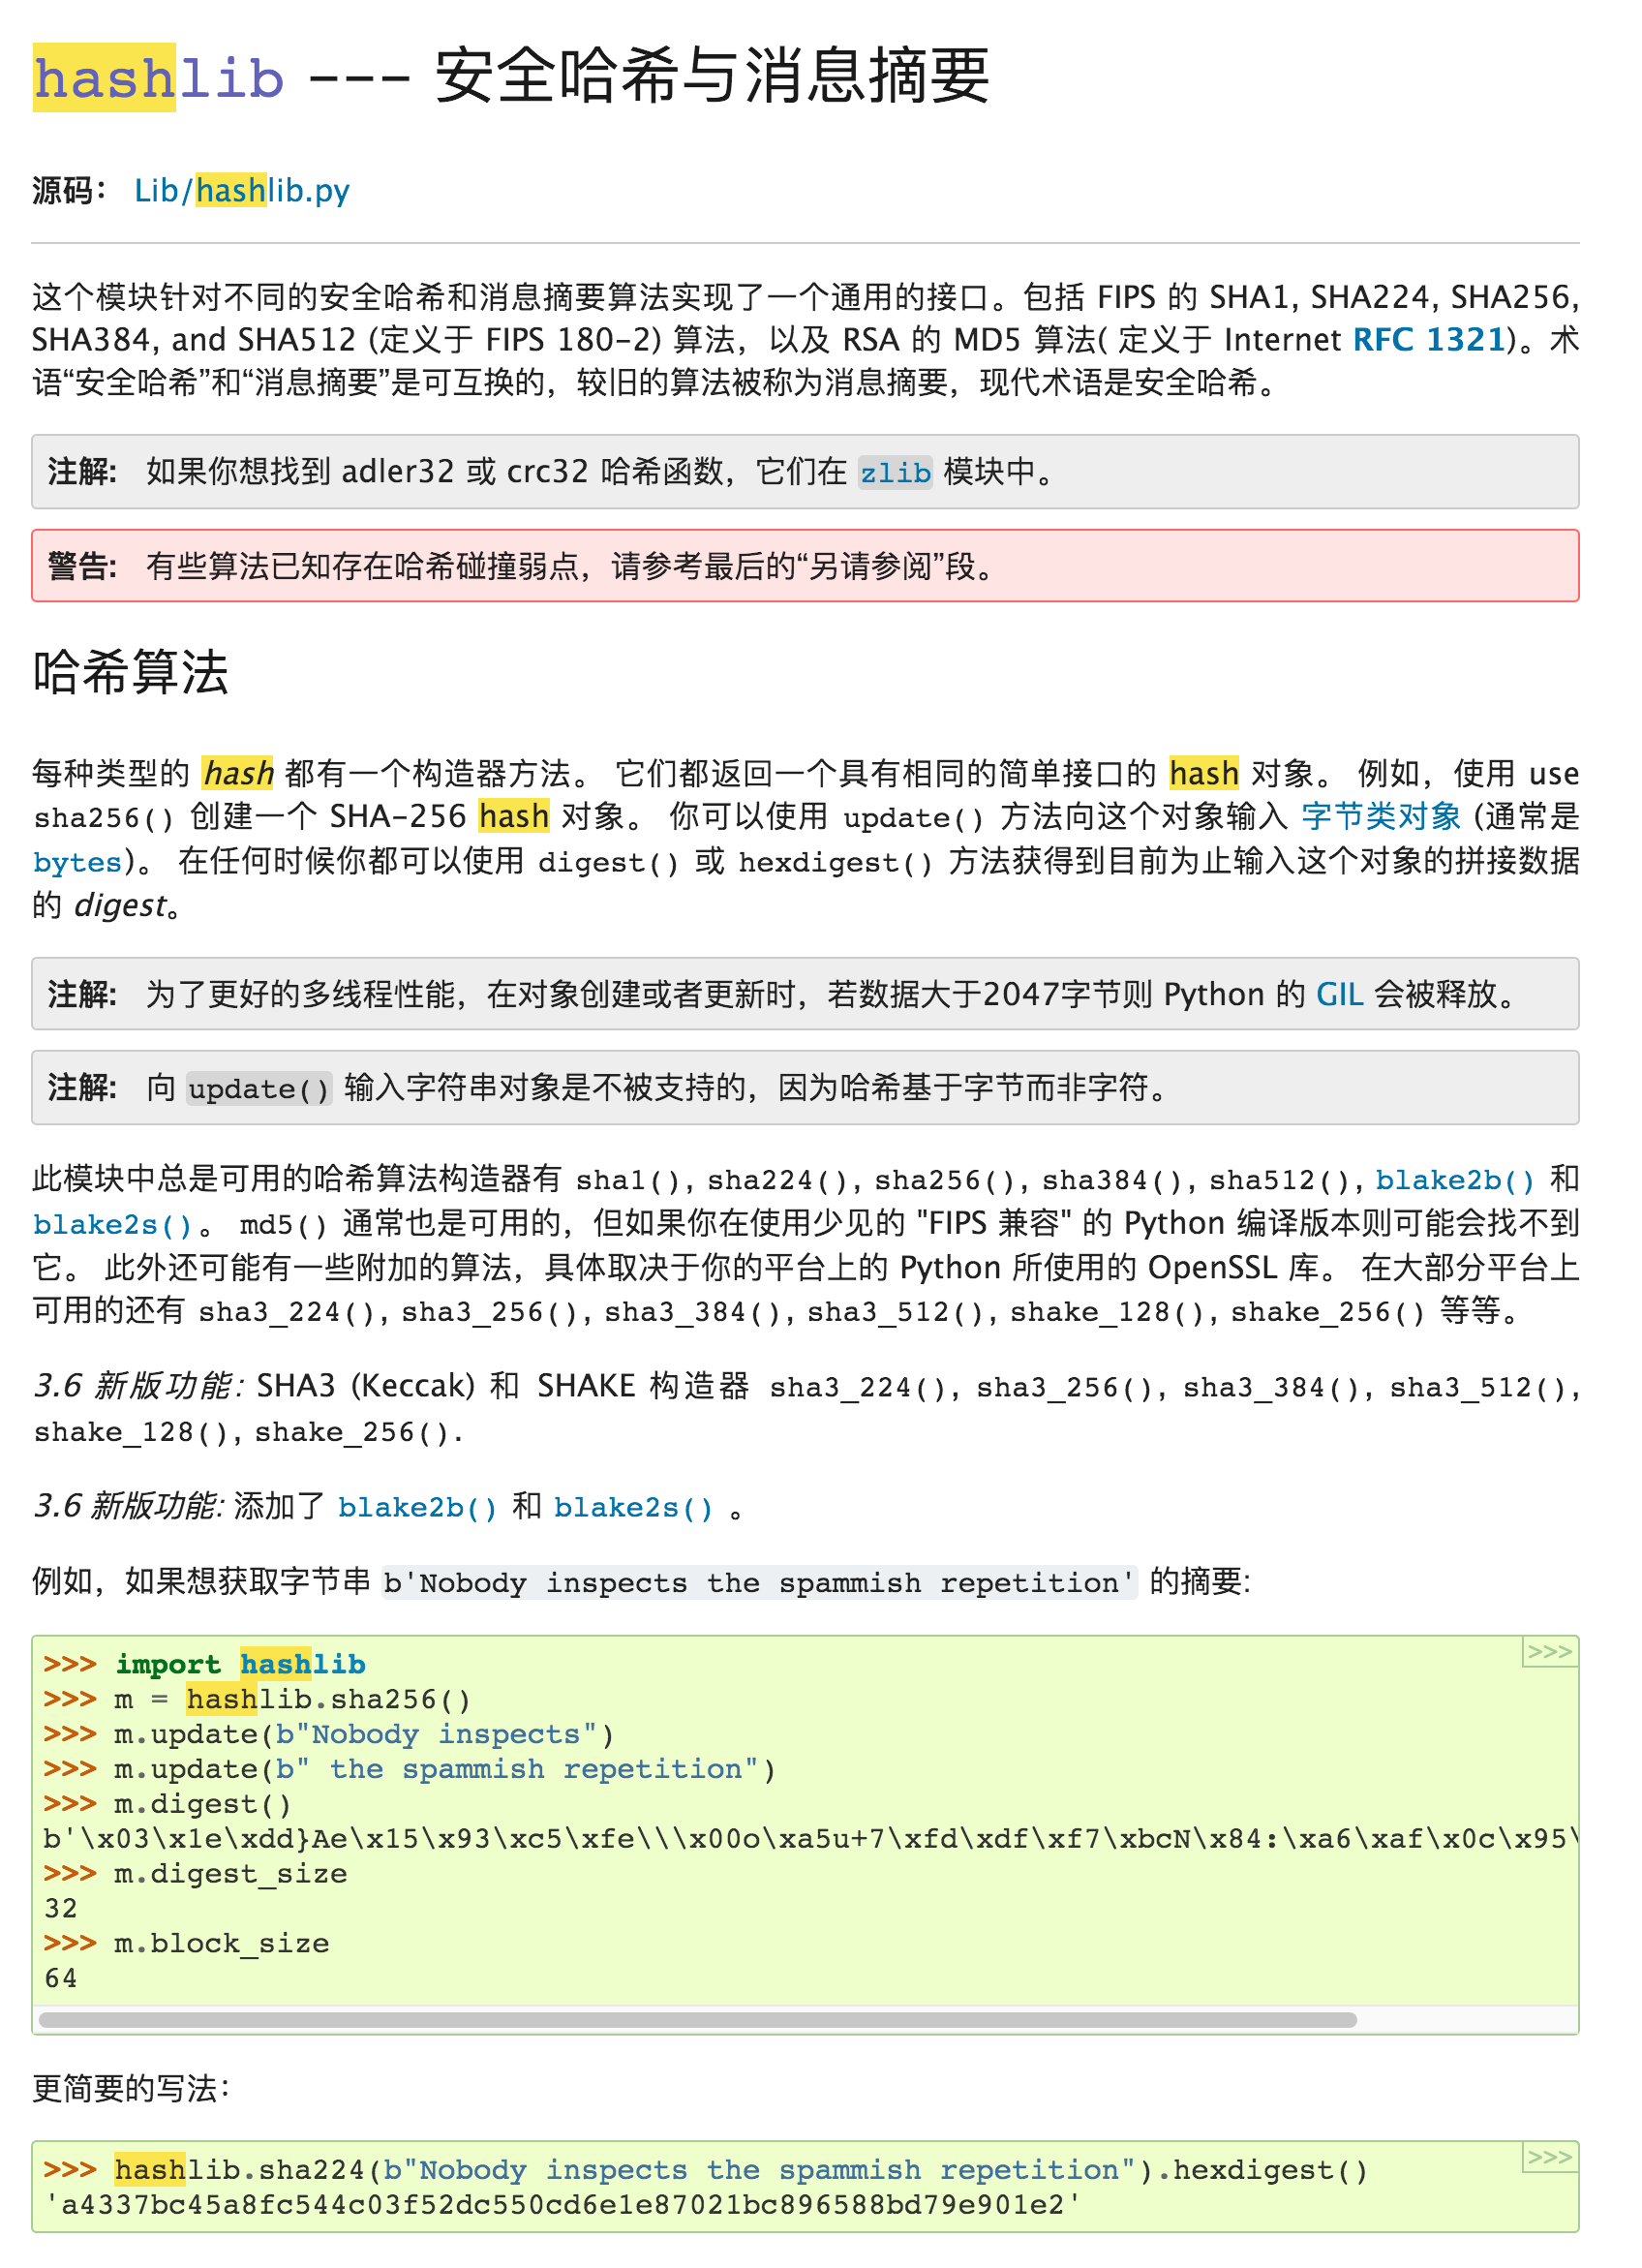 hashlib --- 安全哈希与消息摘要
源码： Lib/hashlib.py
这个模块针对不同的安全哈希和消息摘要算法实现了一个通用的接口。包括 FIPS 的 SHA1, SHA224, SHA256,
SHA384, and SHA512 (定义于 FIPS 180-2) 算法，以及 RSA 的 MD5 算法( 定义于 Internet RFC 1321)。术
语“安全哈希”和“消息摘要”是可互换的，较旧的算法被称为消息摘要，现代术语是安全哈希。
注解: 如果你想找到 adler32 或 crc32 哈希函数，它们在 zlib 模块中。
警告: 有些算法已知存在哈希碰撞弱点，请参考最后的“另请参阅”段。
哈希算法
每种类型的 hash 都有一个构造器方法。 它们都返回一个具有相同的简单接口的 hash 对象。 例如，使用 use
sha256() 创建一个 SHA-256 hash 对象。 你可以使用 update() 方法向这个对象输入 字节类对象 (通常是
bytes)。 在任何时候你都可以使用 digest() 或 hexdigest() 方法获得到目前为止输入这个对象的拼接数据
的 digest。
注解: 为了更好的多线程性能，在对象创建或者更新时，若数据大于2047字节则 Python 的 GIL 会被释放。
注解: 向 update() 输入字符串对象是不被支持的，因为哈希基于字节而非字符。
此模块中总是可用的哈希算法构造器有 sha1(), sha224(), sha256(), sha384(), sha512(), blake2b() 和
blake2s()。 md5() 通常也是可用的，但如果你在使用少见的 "FIPS 兼容" 的 Python 编译版本则可能会找不到
它。 此外还可能有一些附加的算法，具体取决于你的平台上的 Python 所使用的 OpenSSL 库。 在大部分平台上
可用的还有 sha3_224(), sha3_256(), sha3_384(), sha3_512(), shake_128(), shake_256() 等等。
3.6 新版功能: SHA3 (Keccak) 和 SHAKE 构造器 sha3_224(), sha3_256(), sha3_384(), sha3_512(),
shake_128(), shake_256().
3.6 新版功能: 添加了 blake2b() 和 blake2s() 。
例如，如果想获取字节串 b'Nobody inspects the spammish repetition' 的摘要:
>>>
>>> import hashlib
>>> m = hashlib.sha256()
>>> m.update(b"Nobody inspects")
>>> m.update(b" the spammish repetition")
>>> m.digest()
b'\x03\x1e\xdd}Ae\x15\x93\xc5\xfe\\\x00o\xa5u+7\xfd\xdf\xf7\xbcN\x84:\xa6\xaf\x0c\x95\
>>> m.digest_size
32
>>> m.block_size
64
更简要的写法：
>>>
>>> hashlib.sha224(b"Nobody inspects the spammish repetition").hexdigest()
'a4337bc45a8fc544c03f52dc550cd6e1e87021bc896588bd79e901e2'